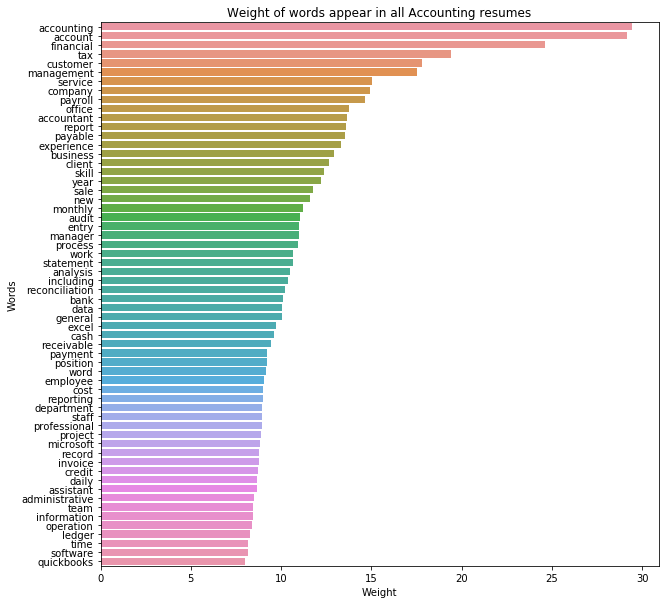 Weight of words appear in all Accounting resumes
accounting
account
financial
tax
customer
management
service
company
payroll
office
accountant
report
payable
experience
business
client
skill
year
sale
new
monthly
audit
entry
manager
process
work
statement
analysis
including
reconciliation
bank
data
general
excel
cash
receivable
payment
position
word
employee
cost
reporting
department
staff
professional
project
microsoft
record
invoice
credit
daily
assistant
administrative
team
information
operation
ledger
time
software
quickbooks
Words
0 5 10 15 20 25 30
Weight